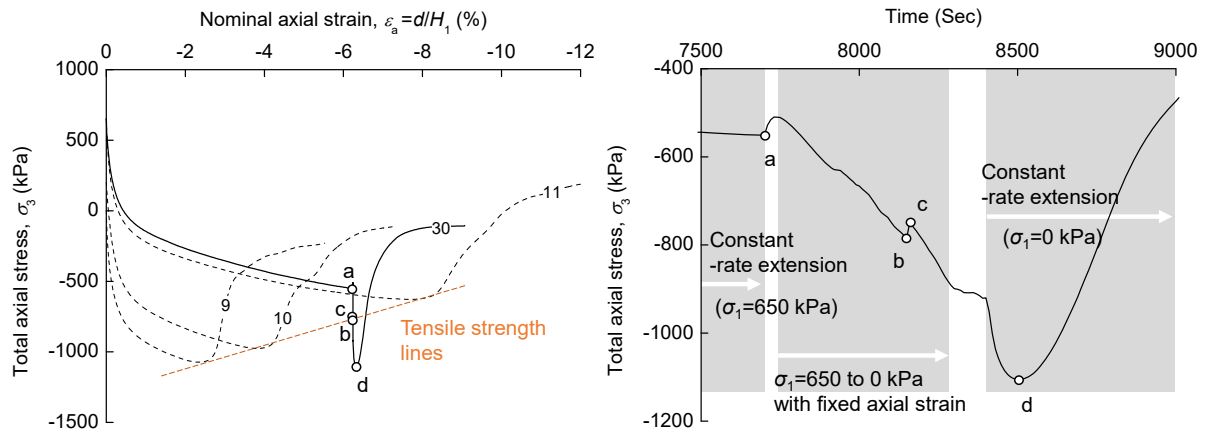 Nominal axial strain, εa=d/H1 (%)
0 -2 -4 -6 -8 -10 -12
1000
500
0
-500
-1000
-1500
Total axial stress, σ3 (kPa)
11
30
a
9
10
c
b
Tensile strength
lines
d
Time (Sec)
7500 8000 8500 9000
-400
-600
-800
-1000
-1200
Total axial stress, σ3 (kPa)
a
c
b
Constant
-rate extension
(σ1=0 kPa)
Constant
-rate extension
(σ1=650 kPa)
σ1=650 to 0 kPa
with fixed axial strain
d